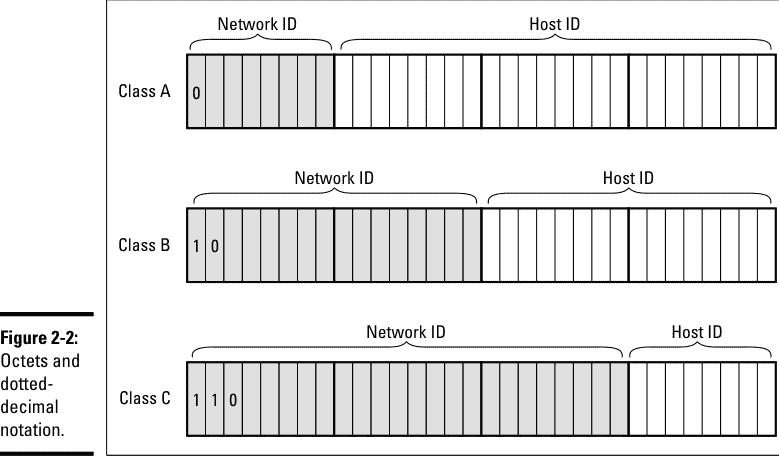 Network ID
Host ID
Class A
0
Network ID
Host ID
Class B
1 0
Network ID
Host ID
Class C
1 1 0
Figure 2-2:
Octets and
dotted-
decimal
notation.